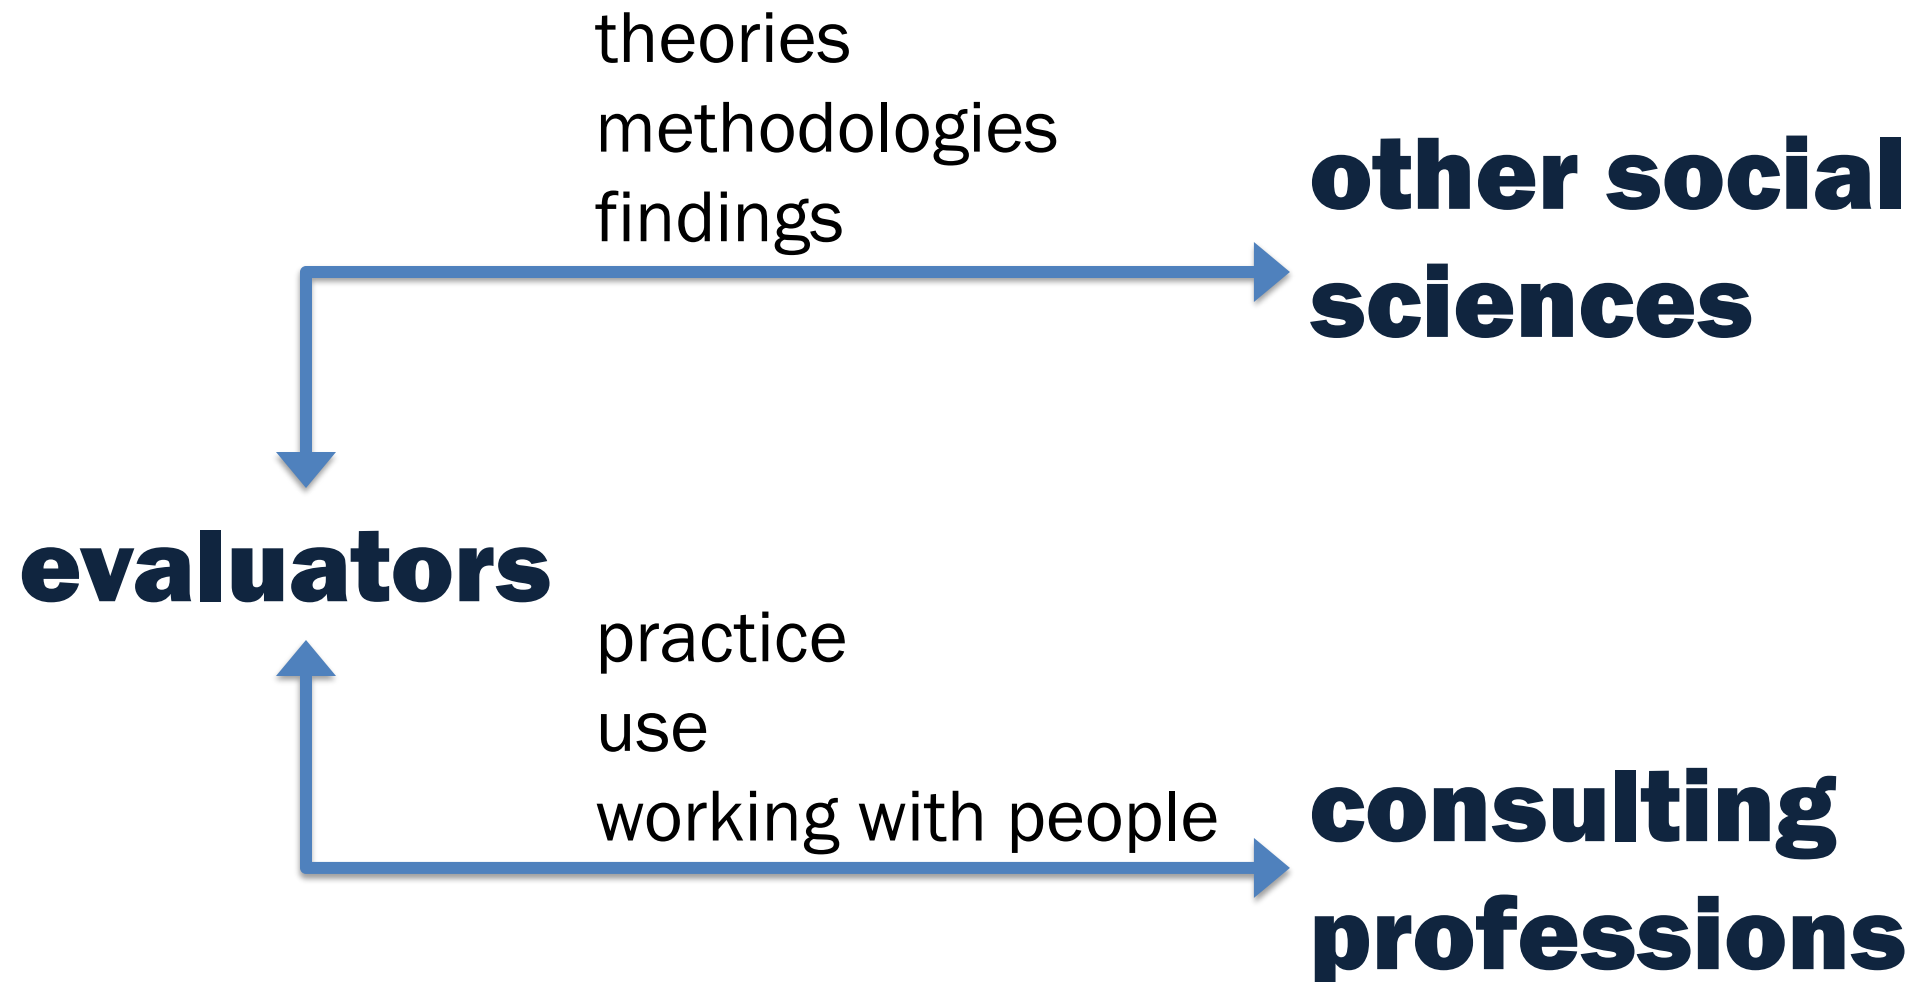 theories
methodologies
findings
other social
sciences
evaluators
practice
use
working with people
consulting
professions